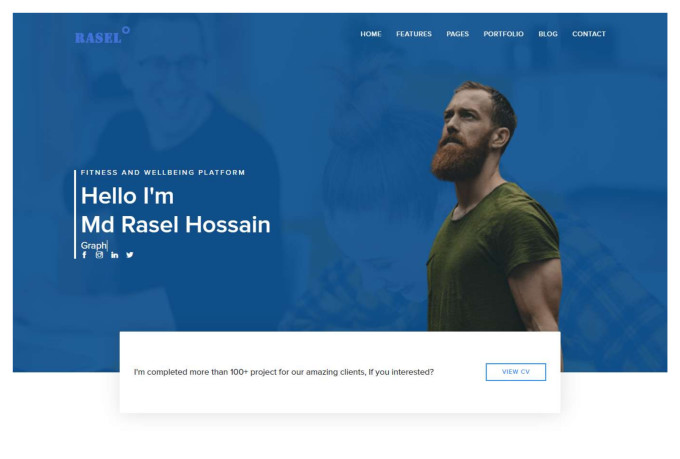 RASEL
HOME FEATURES PAGES PORTFOLIO BLOG CONTACT
FITNESS AND WELLBEING PLATFORM
Hello I'm
Md Rasel Hossain
Graph
I'm completed more than 100+ project for our amazing clients, If you interested?
VIEW CV